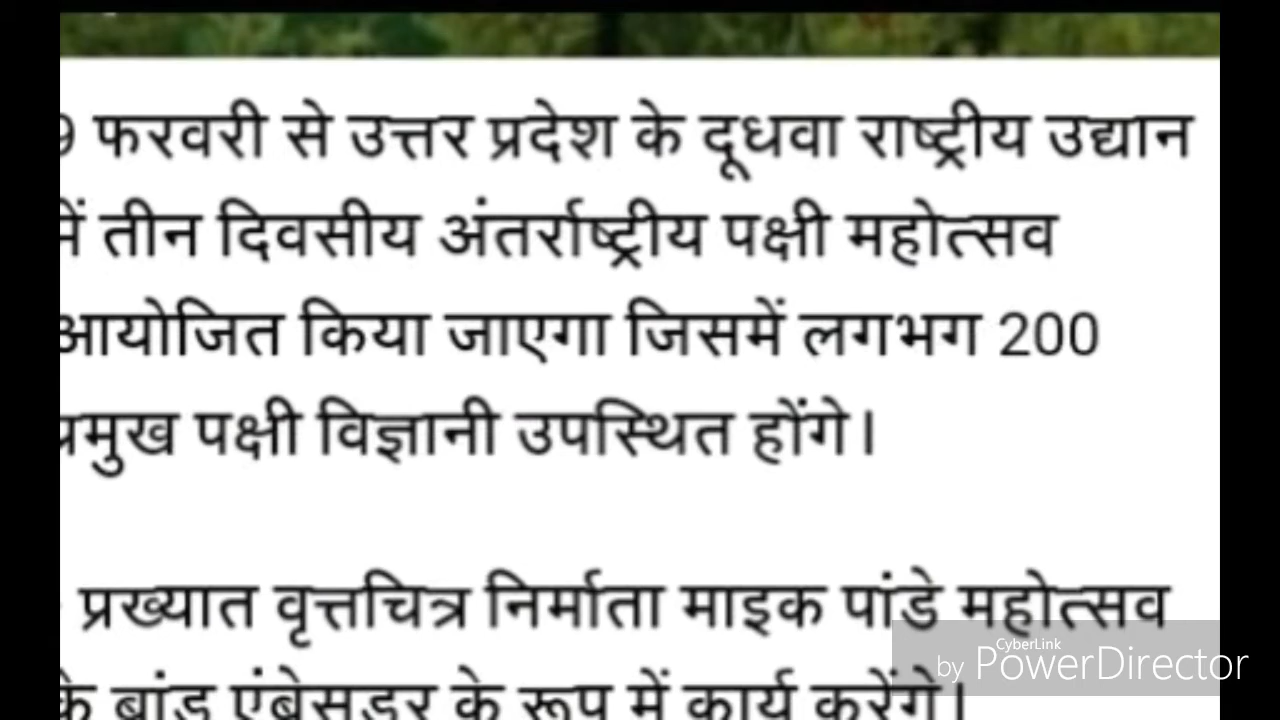 9 फरवरी से उत्तर प्रदेश के दूधवा राष्ट्रीय उद्यान
में तीन दिवसीय अंतर्राष्ट्रीय पक्षी महोत्सव
आयोजित किया जाएगा जिसमें लगभग 200
प्रमुख पक्षी विज्ञानी उपस्थित होंगे।
प्रख्यात वृत्तचित्र निर्माता माइक पांडे महोत्सव
के ब्रांड एंबेसडर के रूप में कार्य करेंगे।
CyberLink
by PowerDirector